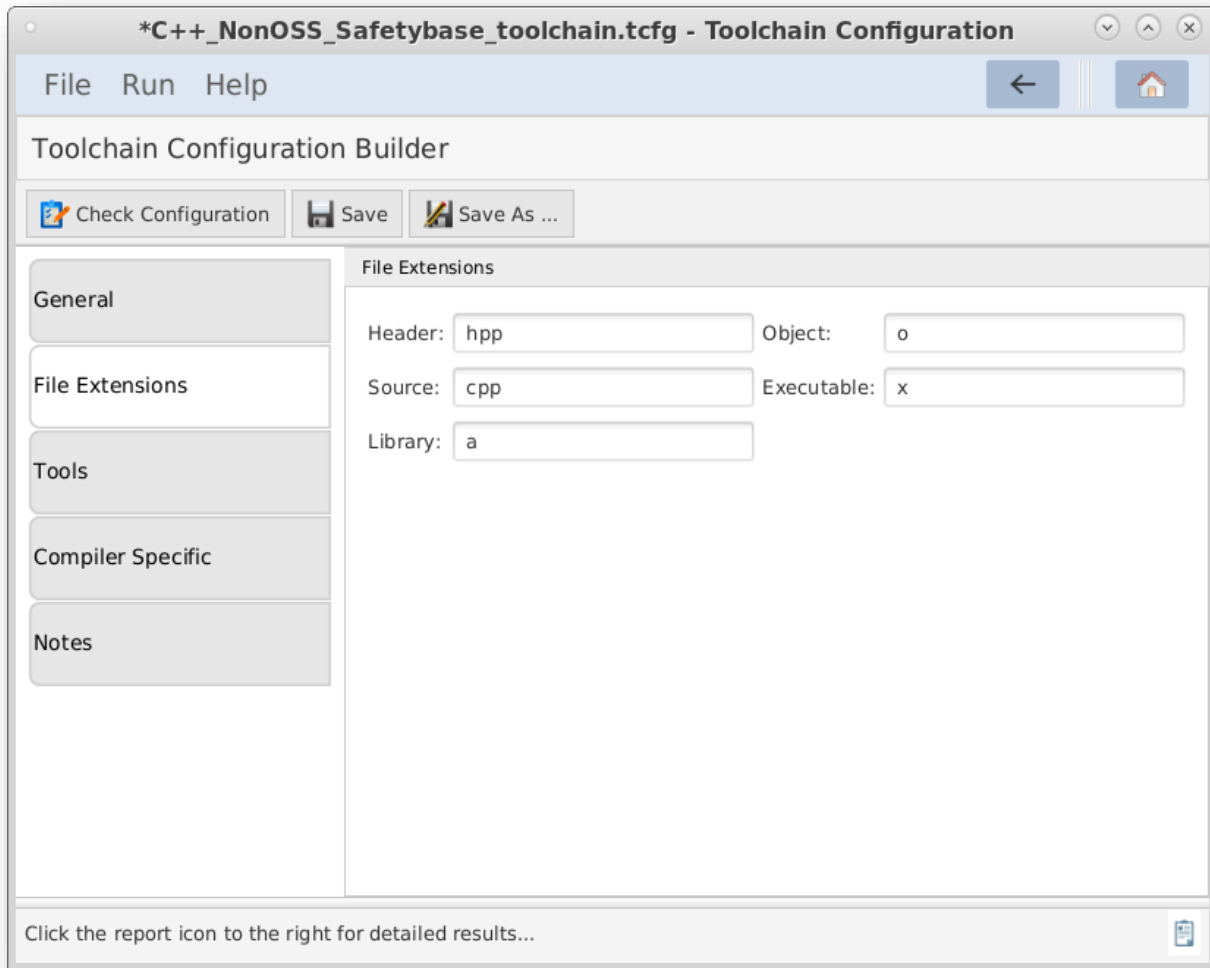 *C++_NonOSS_Safetybase_toolchain.tcfg - Toolchain Configuration
File Run Help
Toolchain Configuration Builder
Check Configuration Save Save As ...
General
File Extensions
Tools
Compiler Specific
Notes
File Extensions
Header: hpp Object: o
Source: cpp Executable: x
Library: a
Click the report icon to the right for detailed results...